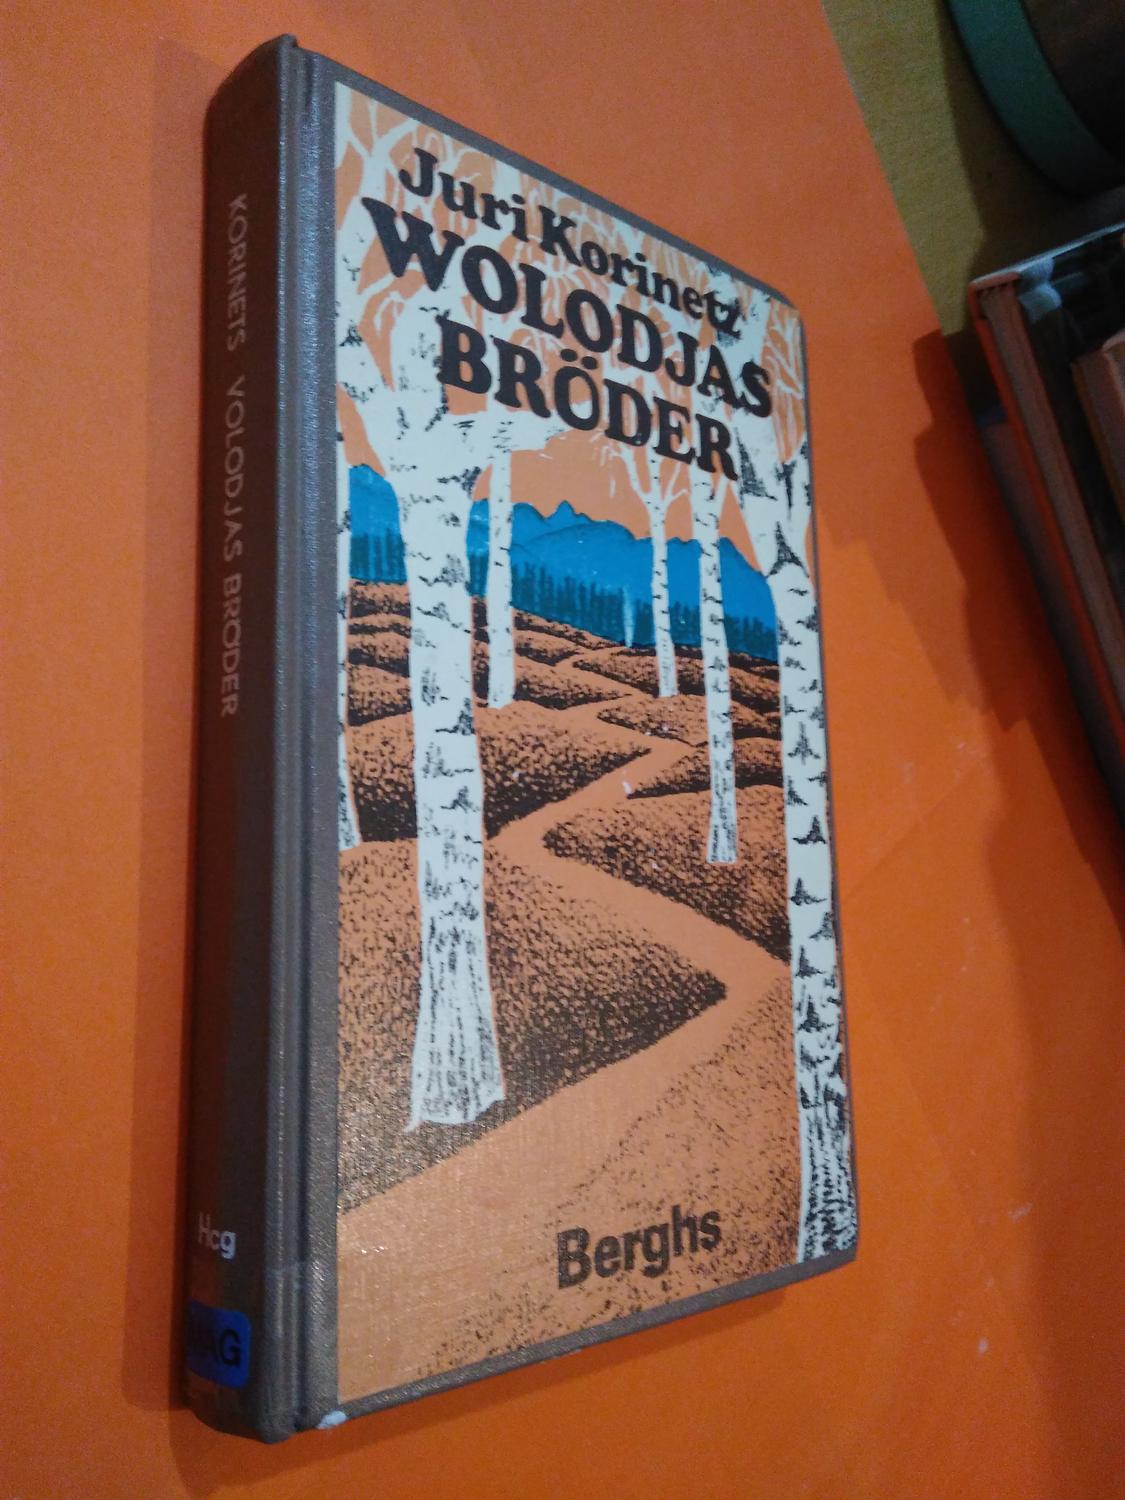 Juri Korinetz
WOLODJAS
BRÖDER
Berghs
KORINETS VOLODJAS BRÖDER
Hcg